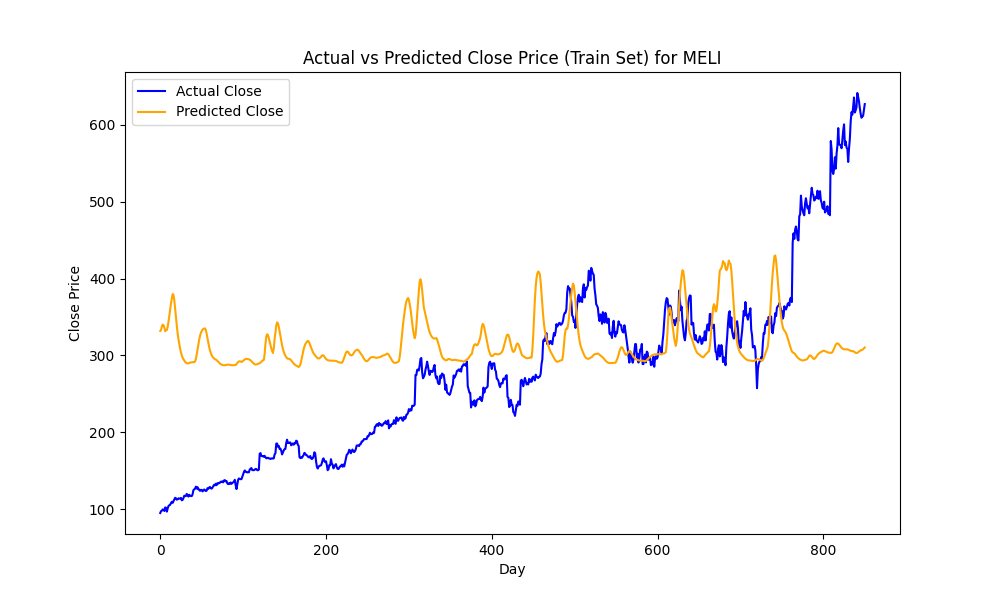 Actual vs Predicted Close Price (Train Set) for MELI
Actual Close
Predicted Close
Close Price
600
500
400
300
200
100
0 200 400 600 800
Day